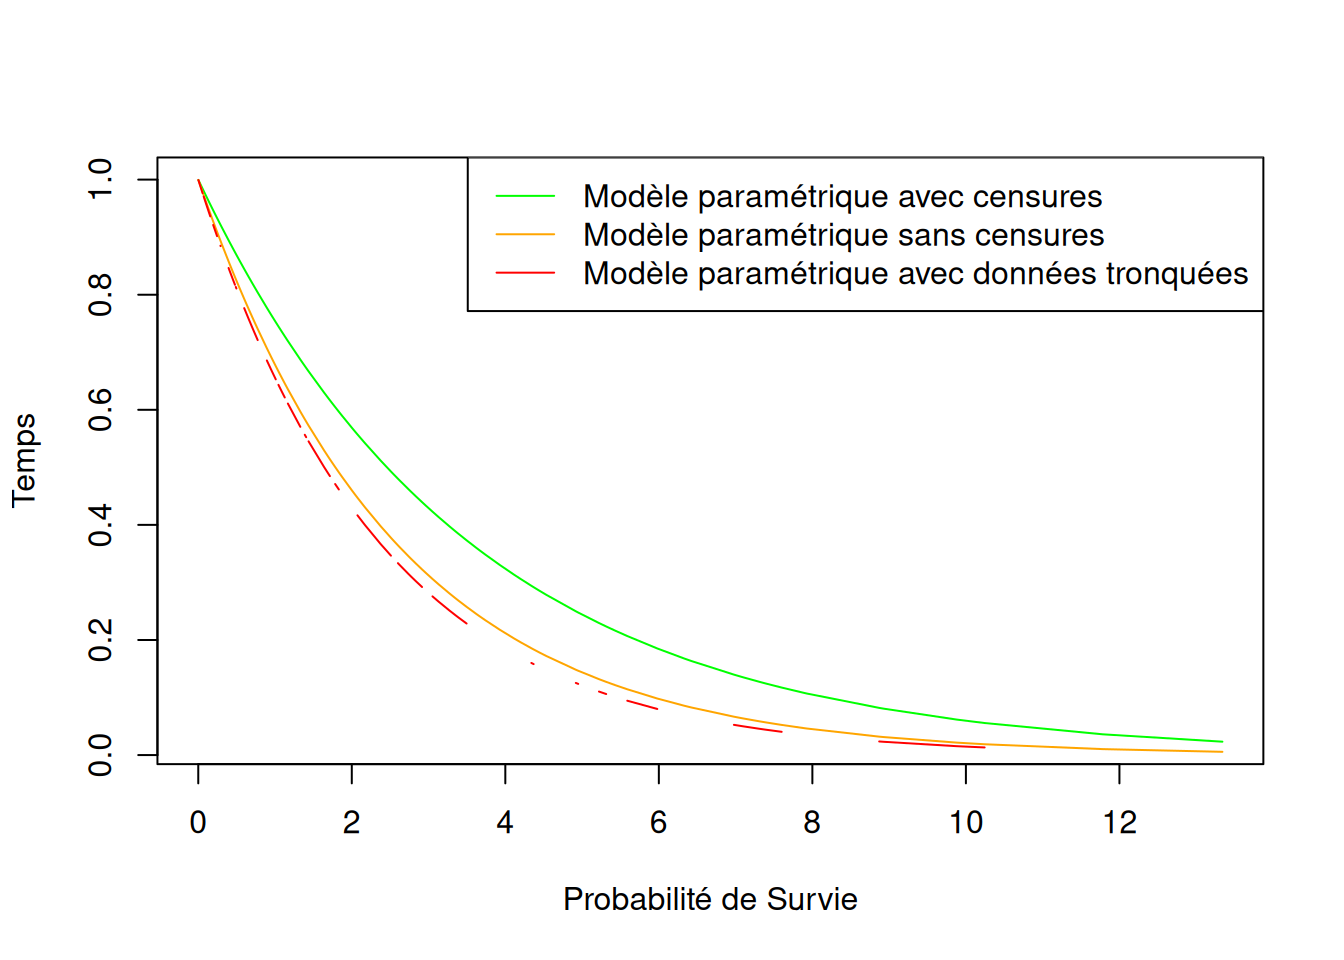 Modèle paramétrique avec censures
Modèle paramétrique sans censures
Modèle paramétrique avec données tronquées
1.0
0.8
0.6
0.4
0.2
0.0
Temps
0 2 4 6 8 10 12
Probabilité de Survie